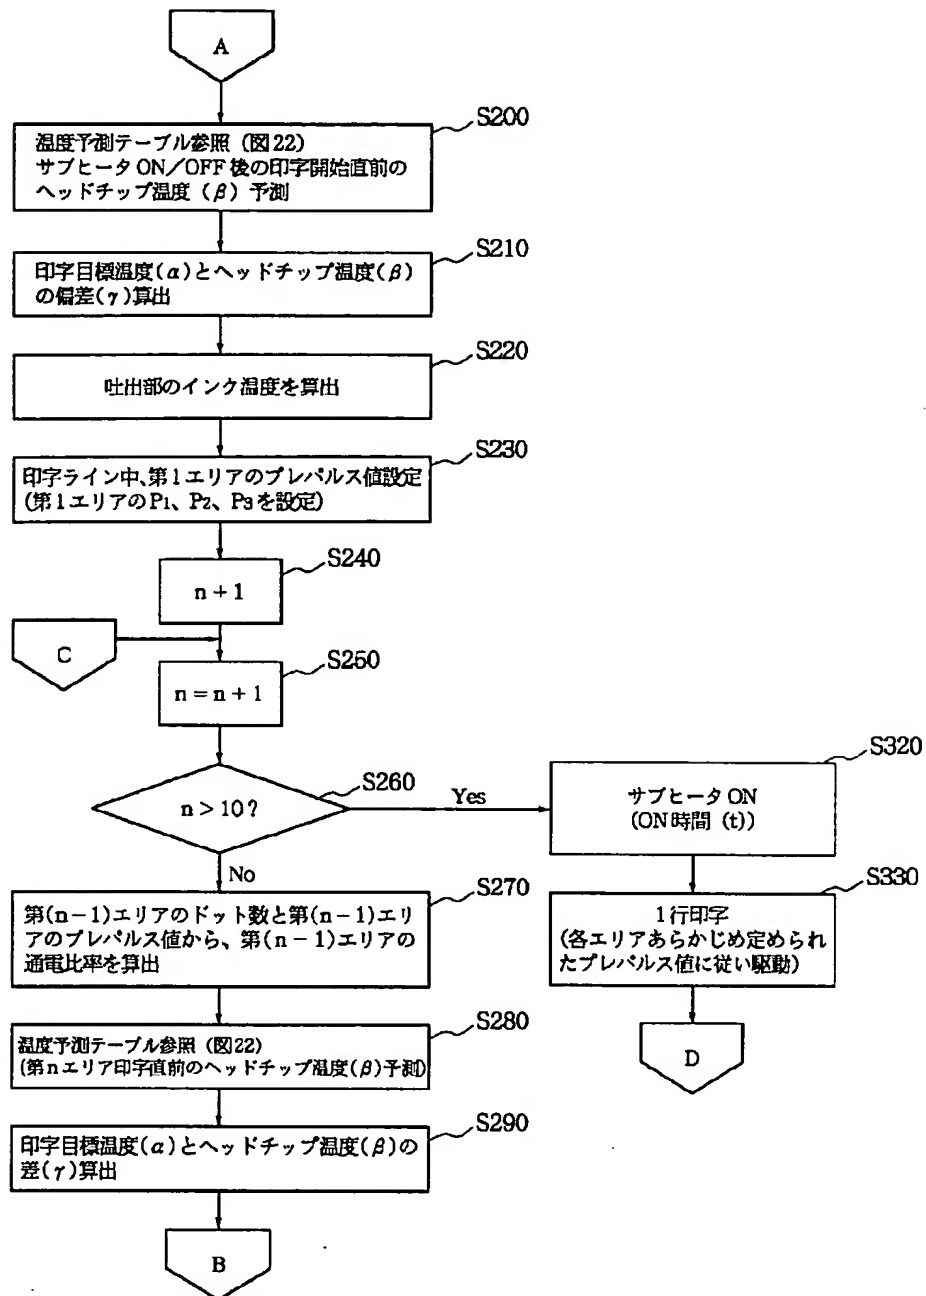 A
S200
温度予測テーブル参照 (図22)
サブヒータON/OFF後の印字開始直前の
ヘッドチップ温度 (β) 予測
S210
印字目標温度(α)とヘッドチップ温度(β)
の偏差(γ)算出
S220
吐出部のインク温度を算出
S230
印字ライン中、第1エリアのプレパルス値設定
(第1エリアのP1、P2、P3を設定)
S240
n+1
C
S250
n=n+1
S260
n>10?
Yes
No
S320
サブヒータON
(ON時間 (t))
S330
1行印字
(各エリアあらかじめ定められ
たプレパルス値に従い駆動)
D
S270
第(n-1)エリアのドット数と第(n-1)エリ
アのプレパルス値から、第(n-1)エリアの
通電比率を算出
S280
温度予測テーブル参照 (図22)
(第nエリア印字直前のヘッドチップ温度(β)予測)
S290
印字目標温度(α)とヘッドチップ温度(β)の
差(γ)算出
B